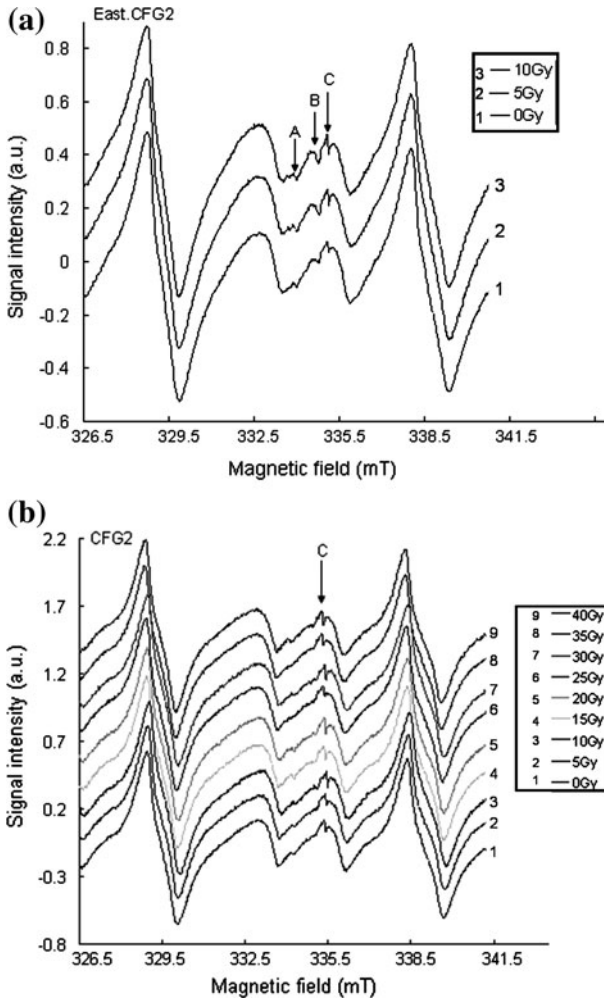 (a)
East.CFG2
0.8
0.6
0.4
0.2
0
-0.2
-0.4
-0.6
Signal intensity (a.u.)
A
B
C
3 — 10Gy
2 — 5Gy
1 — 0Gy
3
2
1
326.5 329.5 332.5 335.5 338.5 341.5
Magnetic field (mT)
(b)
CFG2
2.2
1.7
1.2
0.7
0.2
-0.3
-0.8
Signal intensity (a.u.)
C
9
8
7
6
5
4
3
2
1
9 — 40Gy
8 — 35Gy
7 — 30Gy
6 — 25Gy
5 — 20Gy
4 — 15Gy
3 — 10Gy
2 — 5Gy
1 — 0Gy
326.5 329.5 332.5 335.5 338.5 341.5
Magnetic field (mT)